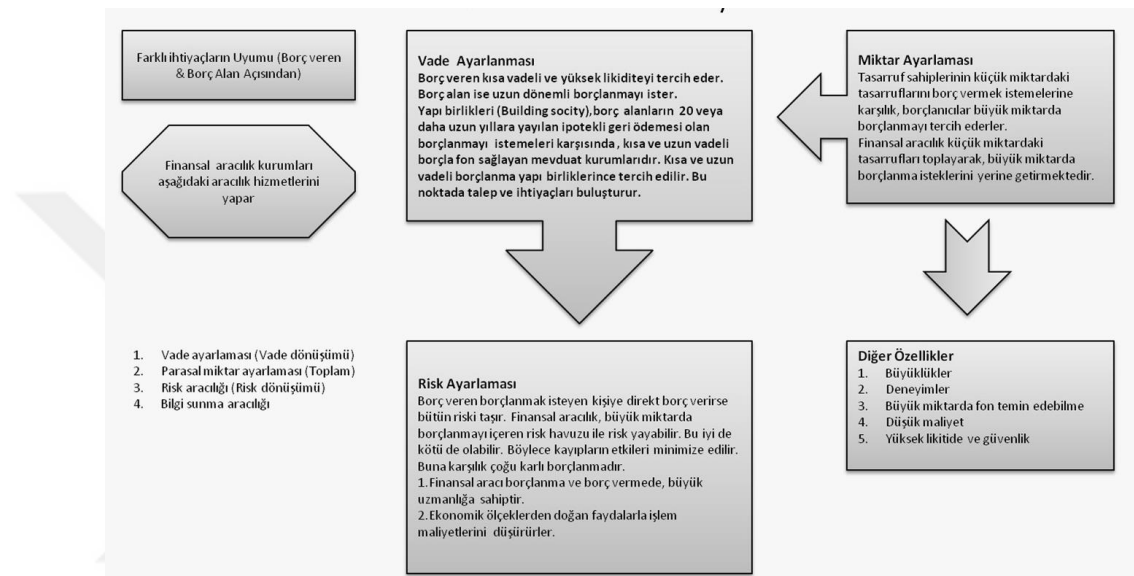 Farklı ihtiyaçların Uyumu (Borç veren
& Borç Alan Açısından)
Finansal aracılık kurumları
aşağıdaki aracılık hizmetlerini
yapar
1. Vade ayarlaması (Vade dönüşümü)
2. Parasal miktar ayarlaması (Toplam)
3. Risk aracılığı (Risk dönüşümü)
4. Bilgi sunma aracılığı
Vade Ayarlanması
Borç veren kısa vadeli ve yüksek likiditeyi tercih eder.
Borç alan ise uzun dönemli borçlanmayı ister.
Yapı birlikleri (Building socity),borç alanların 20 veya
daha uzun yıllara yayılan ipotekli geri ödemesi olan
borçlanmayı istemeleri karşısında , kısa ve uzun vadeli
borçla fon sağlayan mevduat kurumlarıdır. Kısa ve uzun
vadeli borçlanma yapı birliklerince tercih edilir. Bu
noktada talep ve ihtiyaçları buluşturur.
Risk Ayarlaması
Borç veren borçlanmak isteyen kişiye direkt borç verirse
bütün riski taşır. Finansal aracılık, büyük miktarda
borçlanmayı içeren risk havuzu ile risk yayabilir. Bu iyi de
kötü de olabilir. Böylece kayıpların etkileri minimize edilir.
Buna karşılık çoğu karlı borçlanmadır.
1.Finansal aracı borçlanma ve borç vermede, büyük
uzmanlığa sahiptir.
2.Ekonomik ölçeklerden doğan faydalarla işlem
maliyetlerini düşürürler.
Miktar Ayarlaması
Tasarruf sahiplerinin küçük miktardaki
tasarruflarını borç vermek istemelerine
karşılık, borçlanıcılar büyük miktarda
borçlanmayı tercih ederler.
Finansal aracılık küçük miktardaki
tasarrufları toplayarak, büyük miktarda
borçlanma isteklerini yerine getirmektedir.
Diğer Özellikler
1. Büyüklükler
2. Deneyimler
3. Büyük miktarda fon temin edebilme
4. Düşük maliyet
5. Yüksek likitide ve güvenlik